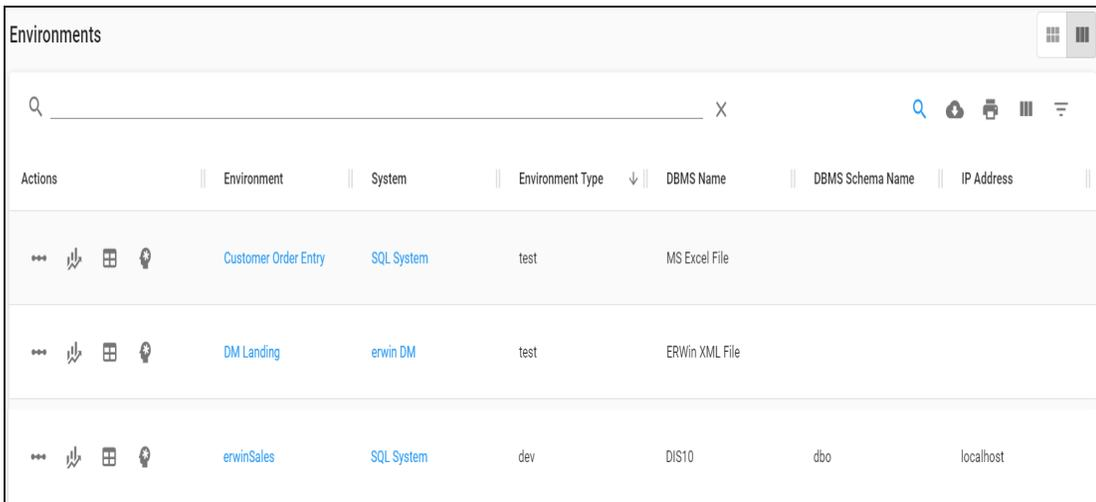 Environments
Actions Environment System Environment Type DBMS Name DBMS Schema Name IP Address
Customer Order Entry SQL System test MS Excel File
DM Landing erwin DM test ERWin XML File
erwinSales SQL System dev DIS10 dbo localhost